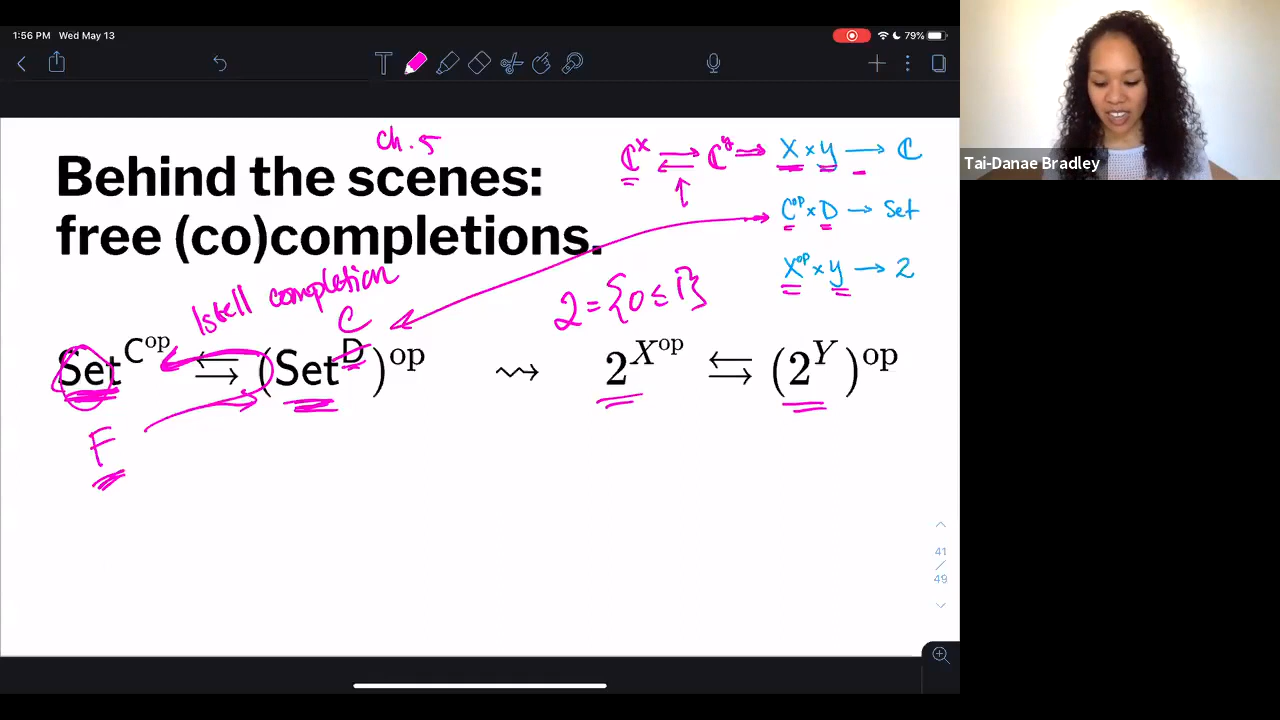 1:56 PM Wed May 13
79%
Tai-Danae Bradley
Ch. 5
Behind the scenes:
free (co)completions.
ℂ^X ⇄ ℂ^Y → X × Y → ℂ
C^op × D → Set
X^op × Y → 2
Isbell completion
C
2 = {0 ≤ 1}
Set^{C^op} ⇆ (Set^D)^op ⇝ 2^{X^op} ⇆ (2^Y)^op
F
41
/
49